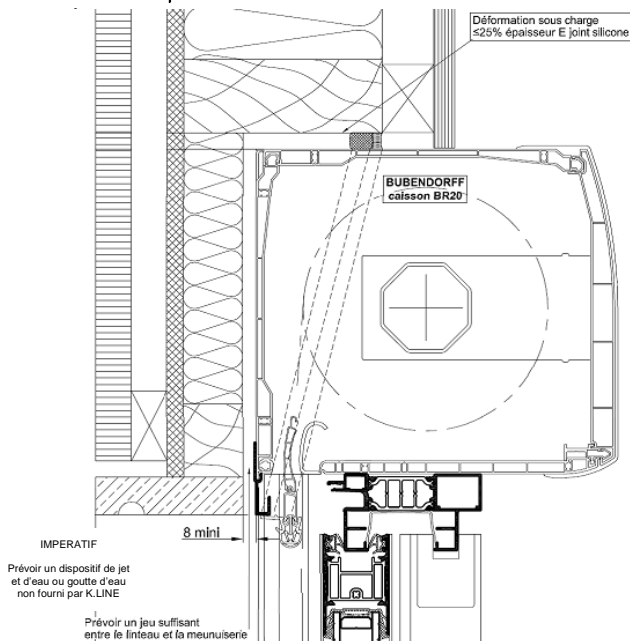 Déformation sous charge
≤25% épaisseur E joint silicone
BUBENDORFF
caisson BR20
8 mini
IMPERATIF
Prévoir un dispositif de jet
et d'eau ou goutte d'eau
non fourni par K.LINE
Prévoir un jeu suffisant
entre le linteau et la meunuiserie